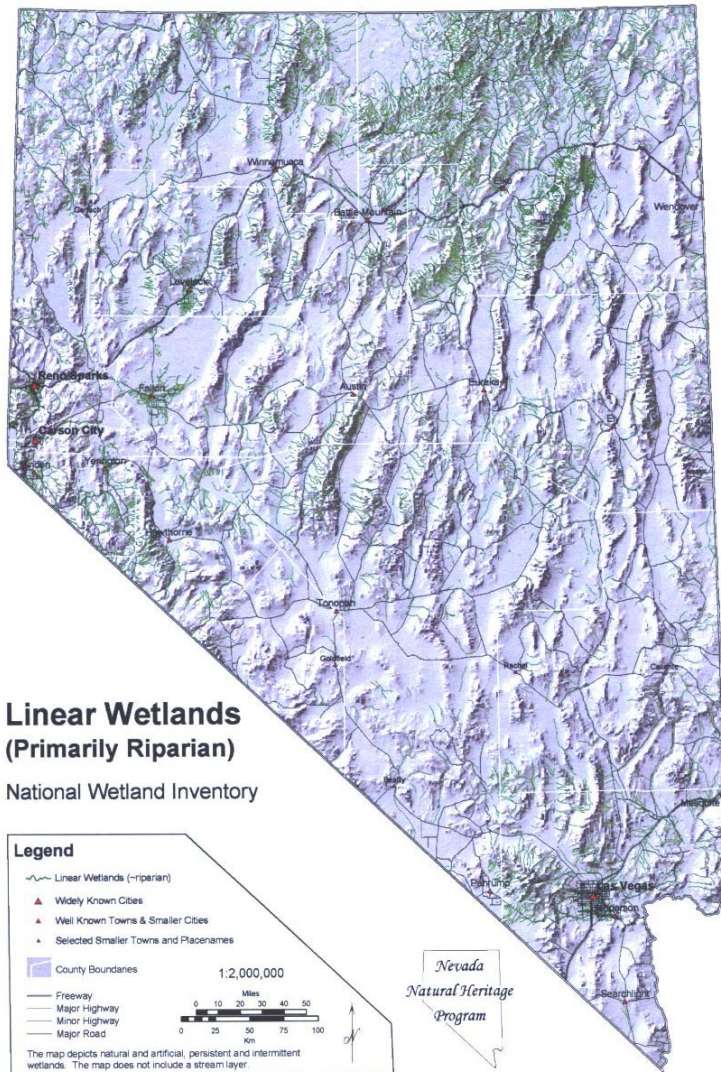 Winnemucca
Elko
Battle Mountain
Wendover
Gerlach
Lovelock
Reno/Sparks
Fallon
Austin
Eureka
Ely
Carson City
Yerington
Minden
Hawthorne
Tonopah
Goldfield
Rachel
Caliente
Linear Wetlands
(Primarily Riparian)
National Wetland Inventory
Beatty
Mesquite
Pahrump
Las Vegas
Henderson
Searchlight
Legend
Linear Wetlands (~riparian)
Widely Known Cities
Well Known Towns & Smaller Cities
Selected Smaller Towns and Placenames
County Boundaries
1:2,000,000
Freeway
Major Highway
Minor Highway
Major Road
Miles
0 10 20 30 40 50
0 25 50 75 100
Km
N
The map depicts natural and artificial, persistent and intermittent
wetlands. The map does not include a stream layer.
Nevada
Natural Heritage
Program